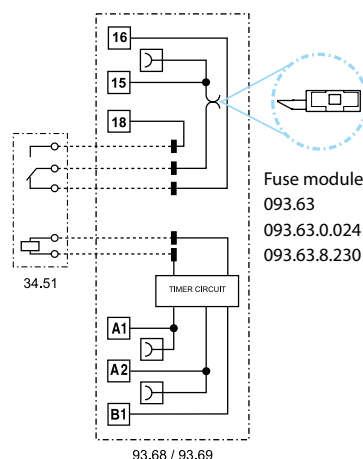 16
15
18
Fuse module
093.63
093.63.0.024
093.63.8.230
34.51
TIMER CIRCUIT
A1
A2
B1
93.68 / 93.69